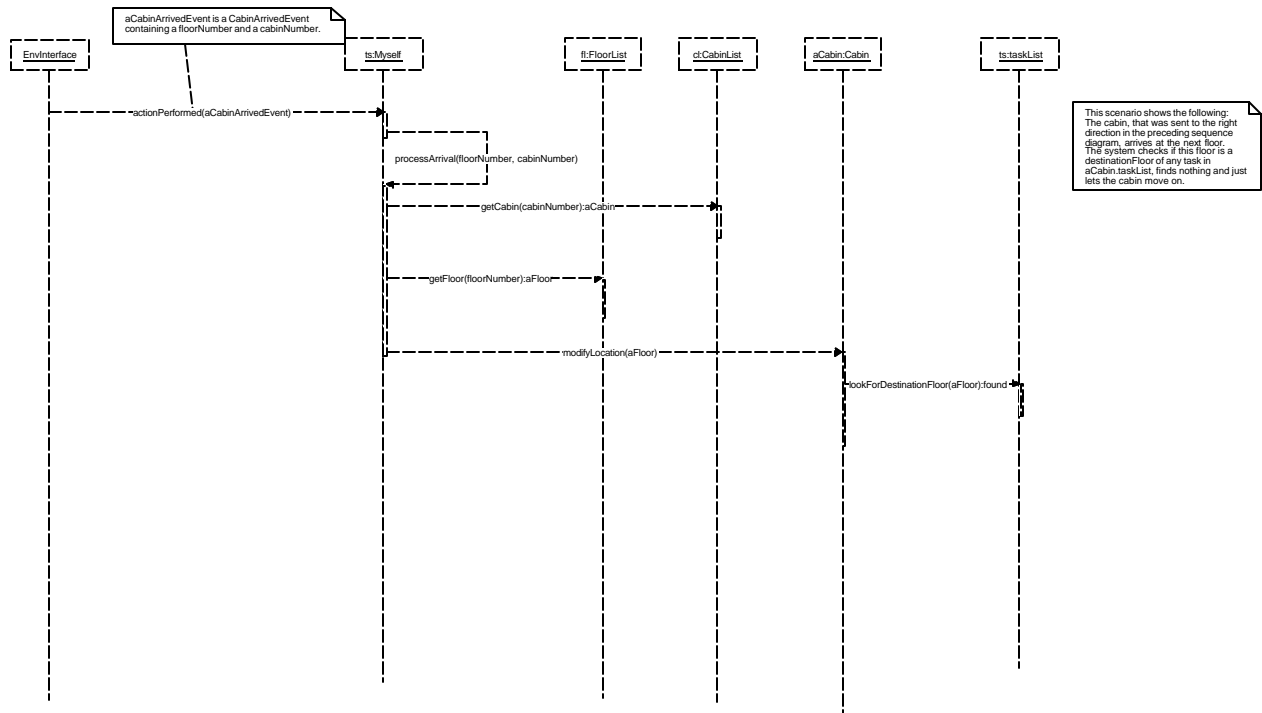 aCabinArrivedEvent is a CabinArrivedEvent
containing a floorNumber and a cabinNumber.
EnvInterface
ts:Myself
fl:FloorList
cl:CabinList
aCabin:Cabin
ts:taskList
actionPerformed(aCabinArrivedEvent)
This scenario shows the following:
The cabin, that was sent to the right
direction in the preceding sequence
diagram, arrives at the next floor.
The system checks if this floor is a
destinationFloor of any task in
aCabin.taskList, finds nothing and just
lets the cabin move on.
processArrival(floorNumber, cabinNumber)
getCabin(cabinNumber):aCabin
getFloor(floorNumber):aFloor
modifyLocation(aFloor)
lookForDestinationFloor(aFloor):found